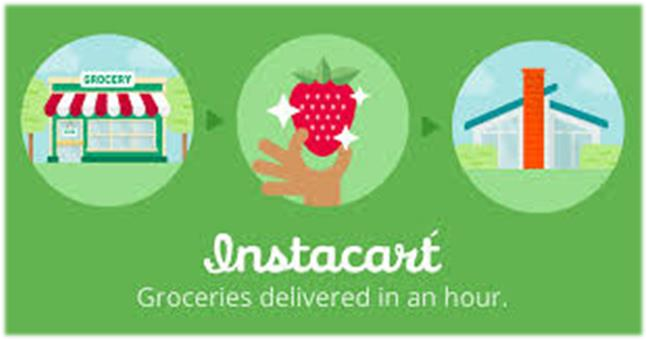 GROCERY
Instacart
Groceries delivered in an hour.